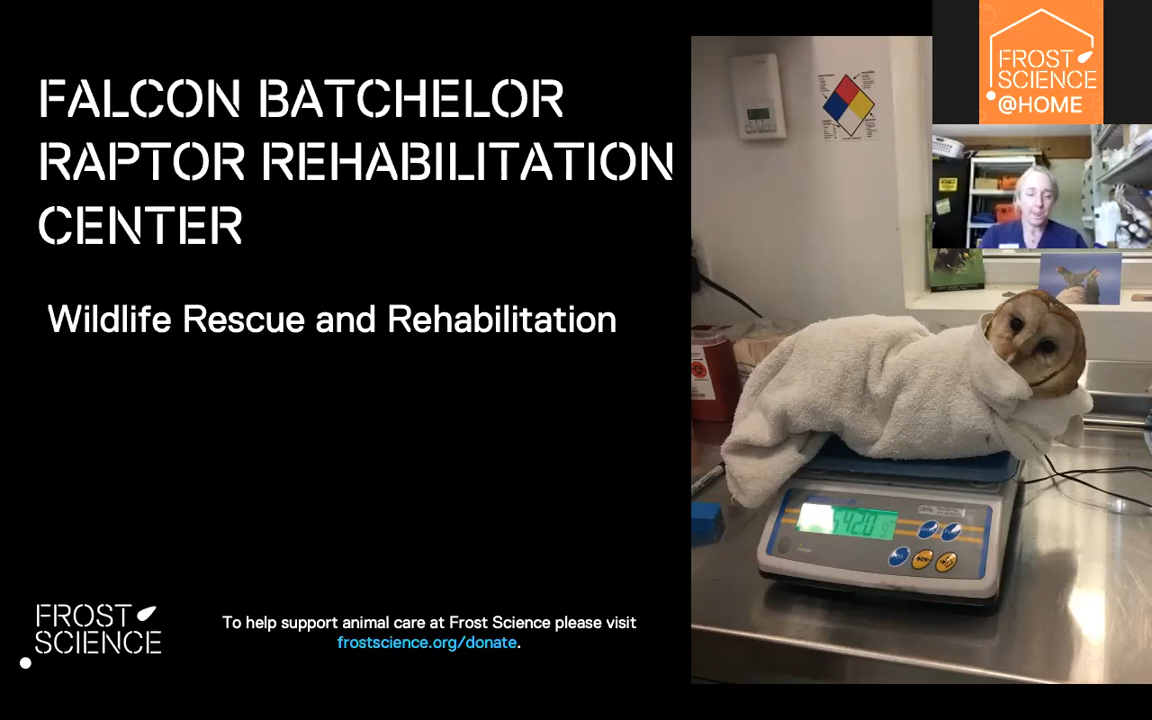 FALCON BATCHELOR
RAPTOR REHABILITATION
CENTER
Wildlife Rescue and Rehabilitation
FROST
SCIENCE
To help support animal care at Frost Science please visit
frostscience.org/donate.
FROST
SCIENCE
@HOME